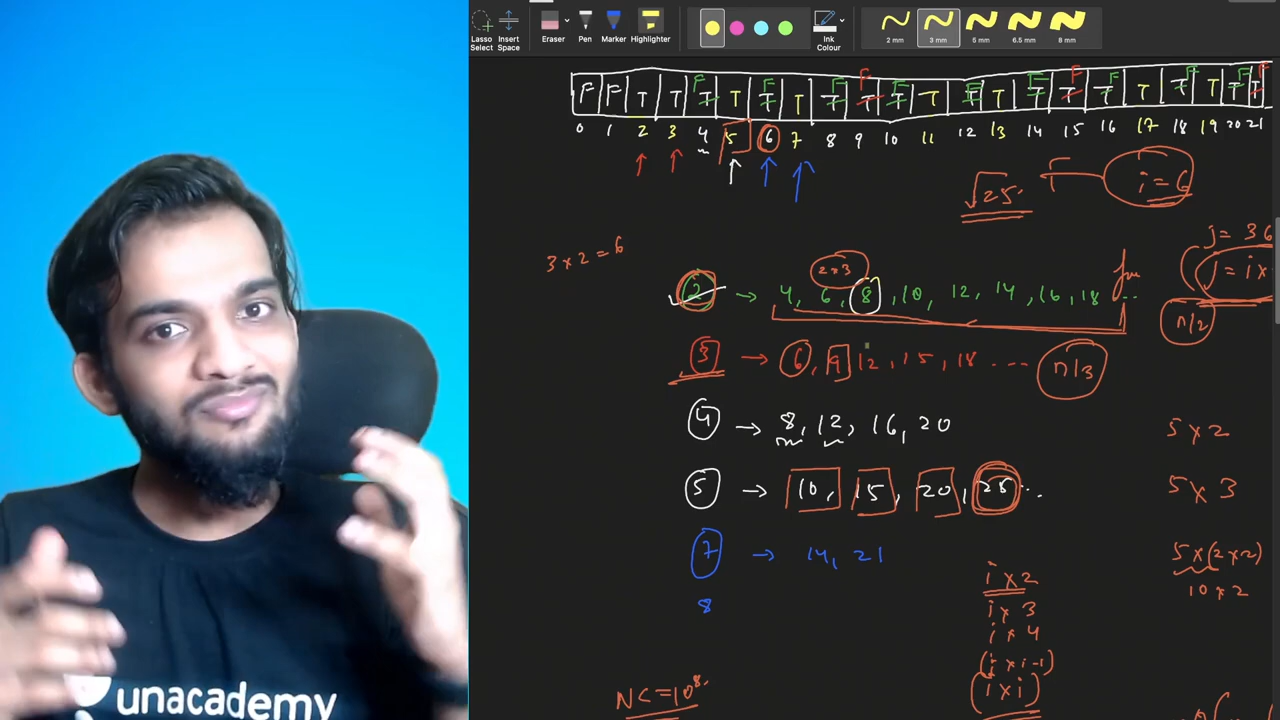 Lasso Select
Insert Space
Eraser
Pen
Marker
Highlighter
Ink Colour
2 mm
3 mm
5 mm
6.5 mm
8 mm
F F F F F F F F F F F F
F F T T T T T T T T T T T T T T T T T T T T
0 1 2 3 4 5 6 7 8 9 10 11 12 13 14 15 16 17 18 19 20 21
√25
i=6
3×2=6
j= 36
j= i×
2×3
2 → 4, 6, 8, 10, 12, 14, 16, 18 ...
n/2
3 → 6, 9 12, 15, 18 ... n/3
4 → 8, 12, 16, 20
5 × 2
5 → 10, 15, 20, 25 ..
5 × 3
7 → 14, 21
5 × (2 × 2)
10 × 2
8
i × 2
i × 3
i × 4
(i × i-1)
(i × i)
N <= 10^8
unacademy